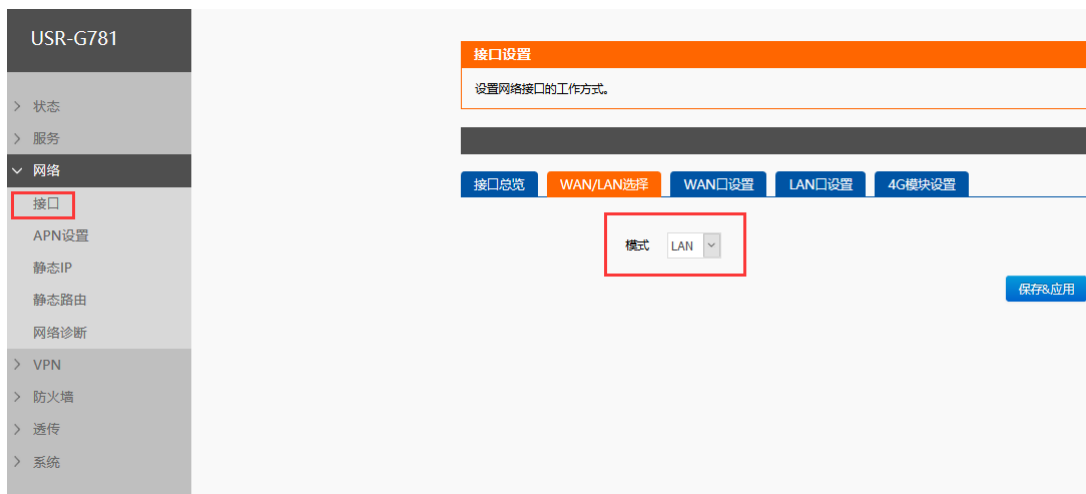 USR-G781
状态
服务
网络
接口
APN设置
静态IP
静态路由
网络诊断
VPN
防火墙
透传
系统
接口设置
设置网络接口的工作方式。
接口总览 WAN/LAN选择 WAN口设置 LAN口设置 4G模块设置
模式 LAN
保存&应用